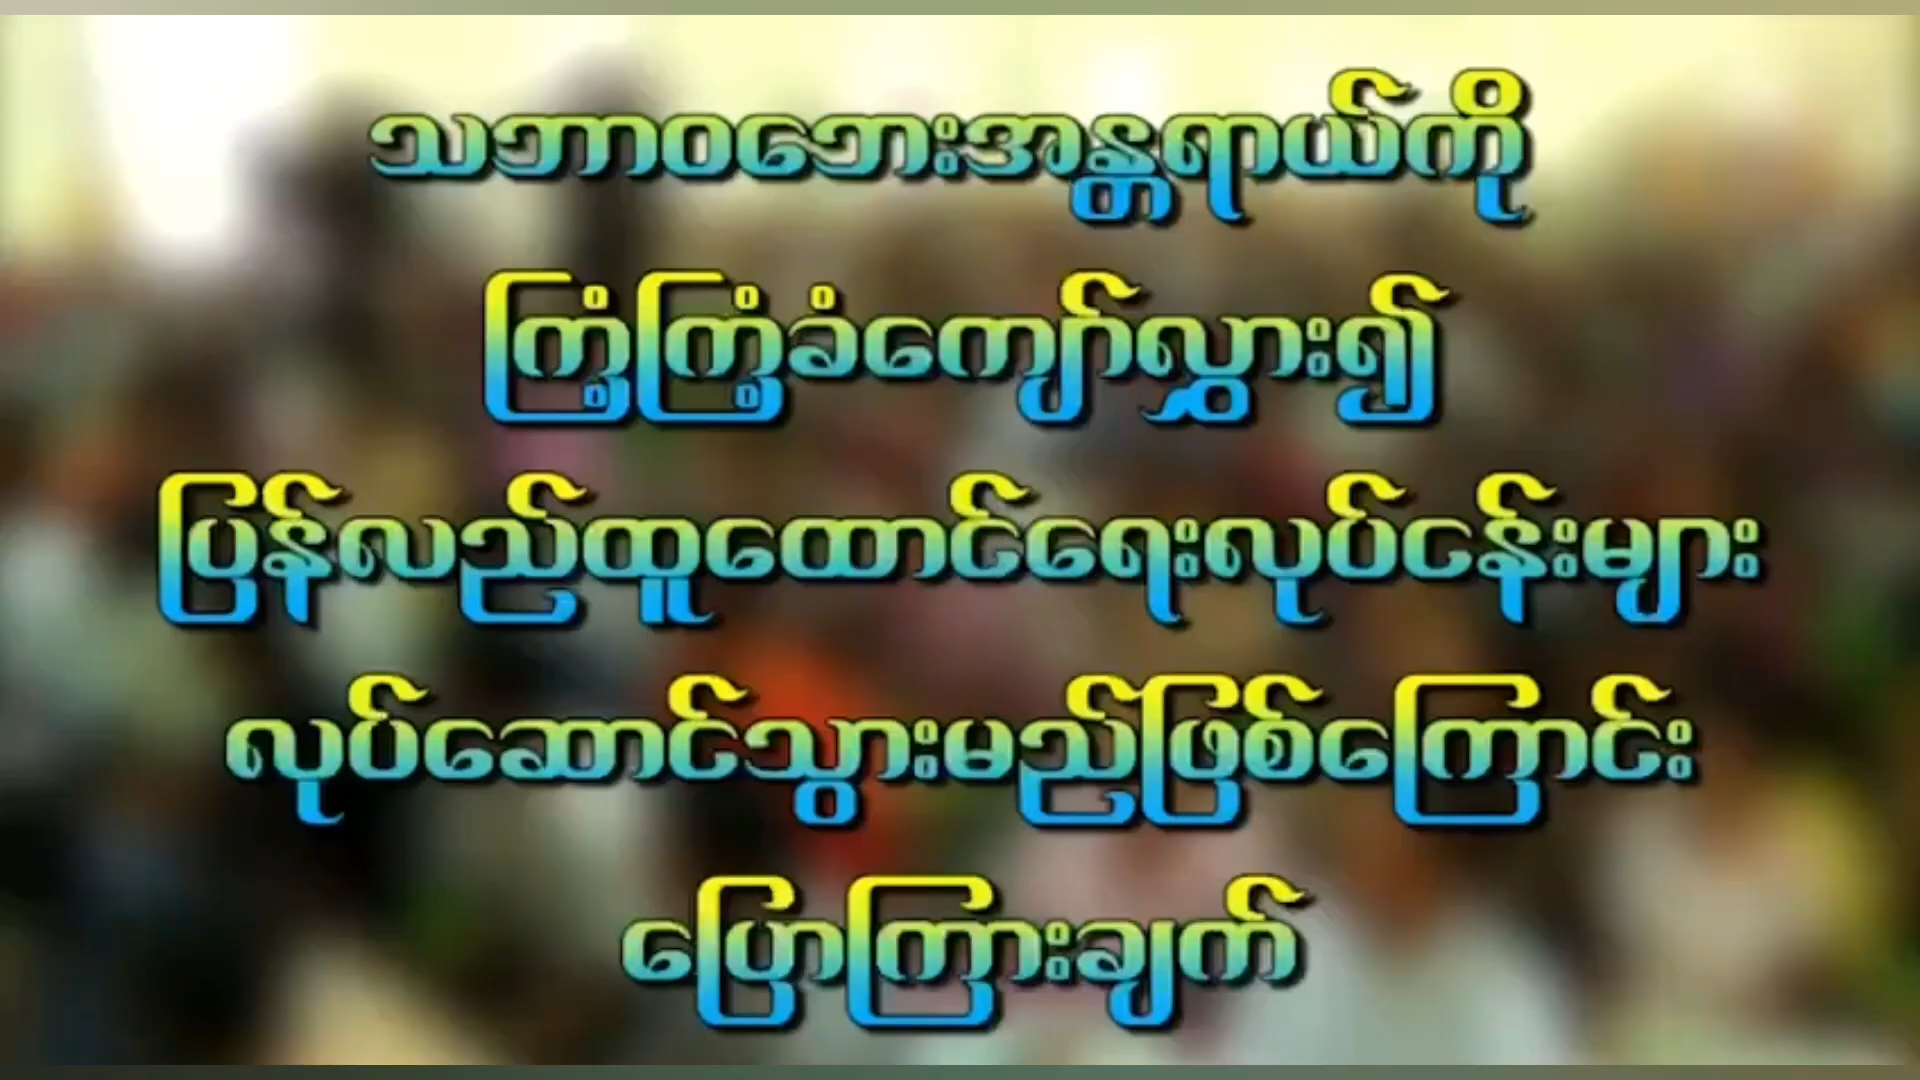 သဘာဝဘေးအန္တရာယ်ကို
ကြံ့ကြံ့ခံကျော်လွှား၍
ပြန်လည်ထူထောင်ရေးလုပ်ငန်းများ
လုပ်ဆောင်သွားမည်ဖြစ်ကြောင်း
ပြောကြားချက်